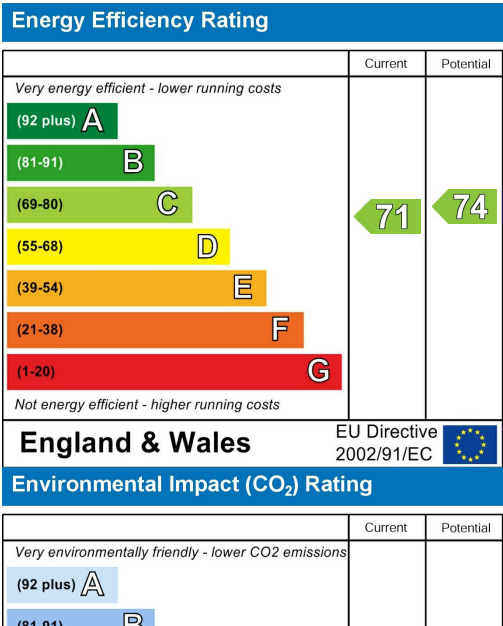 Energy Efficiency Rating
Current Potential
Very energy efficient - lower running costs
(92 plus) A
(81-91) B
(69-80) C
71 74
(55-68) D
(39-54) E
(21-38) F
(1-20) G
Not energy efficient - higher running costs
England & Wales
EU Directive
2002/91/EC
Environmental Impact (CO₂) Rating
Current Potential
Very environmentally friendly - lower CO2 emissions
(92 plus) A
(81-91) B